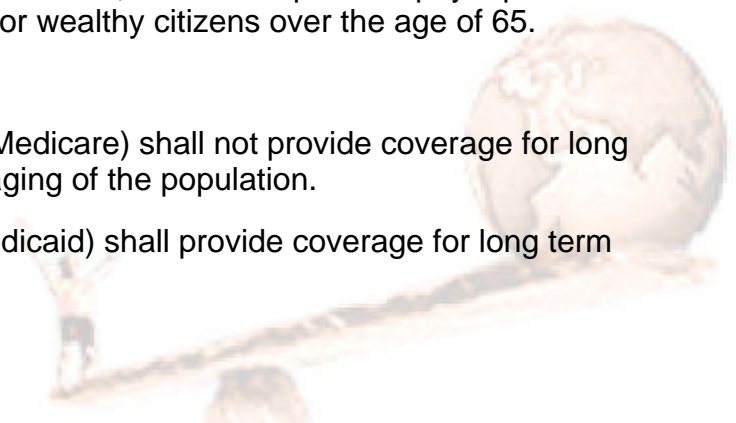 or wealthy citizens over the age of 65.
Medicare) shall not provide coverage for long
aging of the population.
dicaid) shall provide coverage for long term